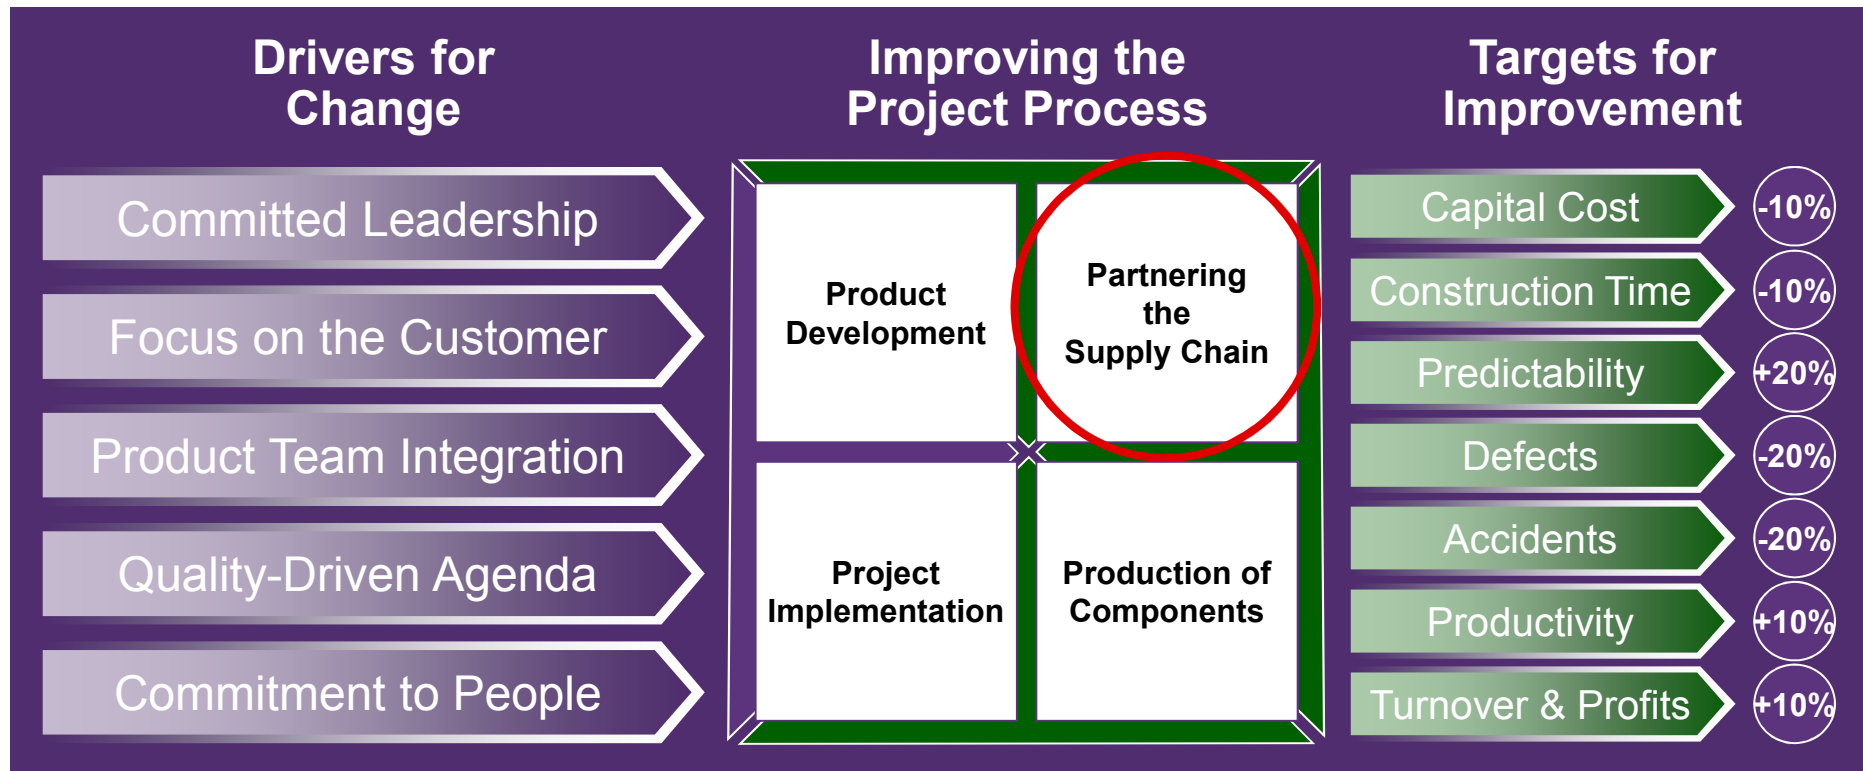 Drivers for
Change
Committed Leadership
Focus on the Customer
Product Team Integration
Quality-Driven Agenda
Commitment to People
Improving the
Project Process
Product
Development
Partnering
the
Supply Chain
Project
Implementation
Production of
Components
Targets for
Improvement
Capital Cost -10%
Construction Time -10%
Predictability +20%
Defects -20%
Accidents -20%
Productivity +10%
Turnover & Profits +10%